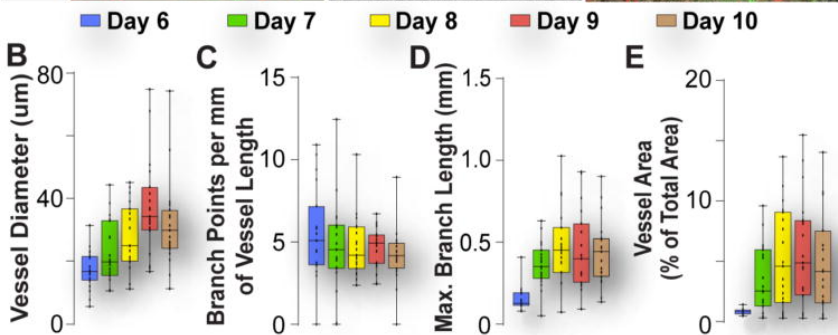 Day 6 Day 7 Day 8 Day 9 Day 10
B
Vessel Diameter (um)
80
40
0
C
Branch Points per mm
of Vessel Length
15
10
5
0
D
Max. Branch Length (mm)
1.5
1.0
0.5
0
E
Vessel Area
(% of Total Area)
20
10
0